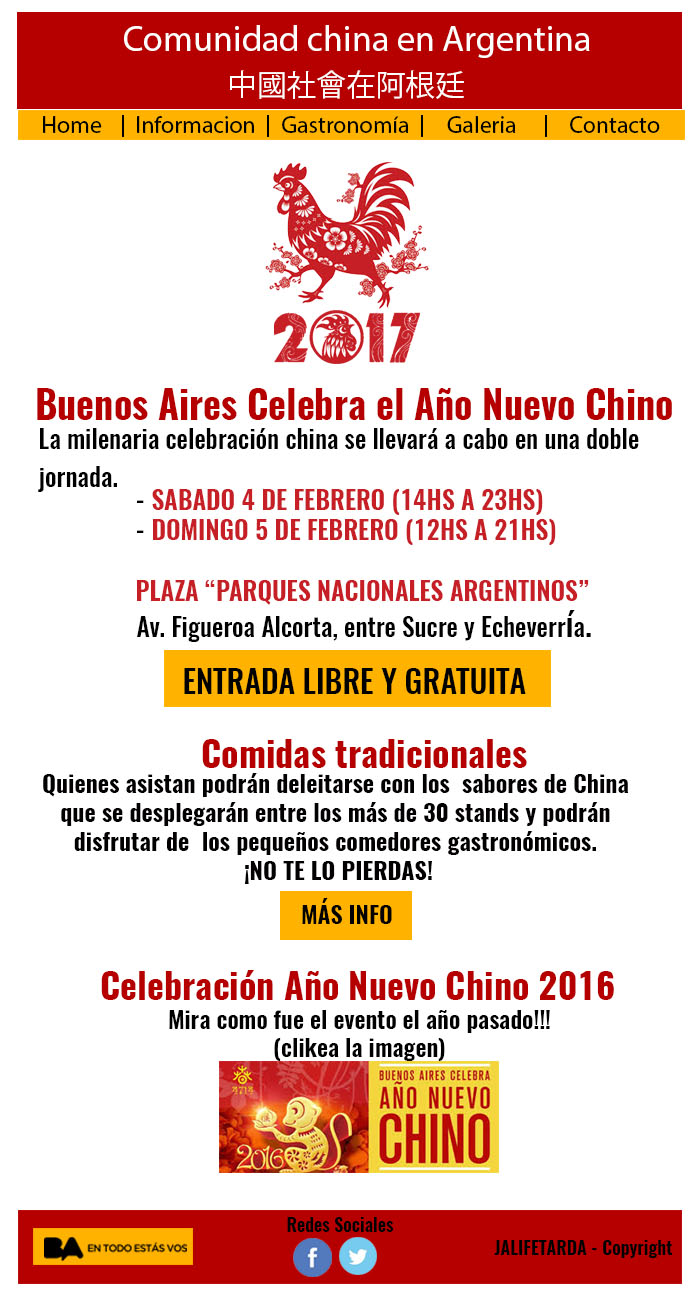 Comunidad china en Argentina
中國社會在阿根廷
Home | Informacion | Gastronomía | Galeria | Contacto
2017
Buenos Aires Celebra el Año Nuevo Chino
La milenaria celebración china se llevará a cabo en una doble
jornada.
- SABADO 4 DE FEBRERO (14HS A 23HS)
- DOMINGO 5 DE FEBRERO (12HS A 21HS)
PLAZA “PARQUES NACIONALES ARGENTINOS”
Av. Figueroa Alcorta, entre Sucre y Echeverría.
ENTRADA LIBRE Y GRATUITA
Comidas tradicionales
Quienes asistan podrán deleitarse con los  sabores de China
que se desplegarán entre los más de 30 stands y podrán
disfrutar de  los pequeños comedores gastronómicos.
¡NO TE LO PIERDAS!
MÁS INFO
Celebración Año Nuevo Chino 2016
Mira como fue el evento el año pasado!!!
(clikea la imagen)
4714
2016
BUENOS AIRES CELEBRA
AÑO NUEVO
CHINO
Redes Sociales
BA EN TODO ESTÁS VOS
f
JALIFETARDA - Copyright